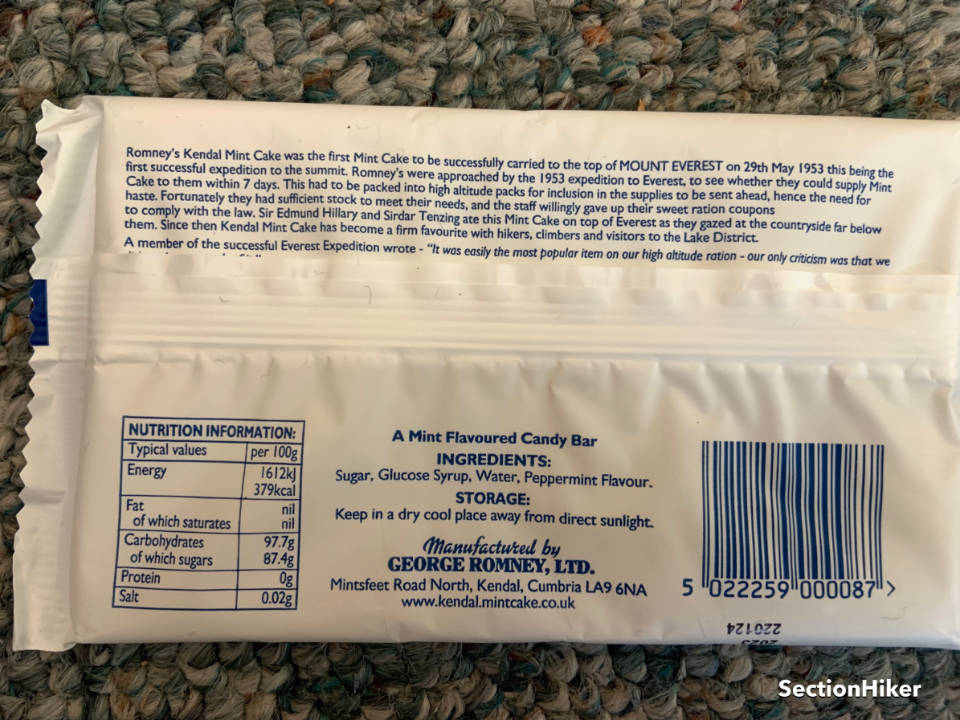 Romney's Kendal Mint Cake was the first Mint Cake to be successfully carried to the top of MOUNT EVEREST on 29th May 1953 this being the
first successful expedition to the summit. Romney's were approached by the 1953 expedition to Everest, to see whether they could supply Mint
Cake to them within 7 days. This had to be packed into high altitude packs for inclusion in the supplies to be sent ahead, hence the need for
haste. Fortunately they had sufficient stock to meet their needs, and the staff willingly gave up their sweet ration coupons
to comply with the law. Sir Edmund Hillary and Sirdar Tenzing ate this Mint Cake on top of Everest as they gazed at the countryside far below
them. Since then Kendal Mint Cake has become a firm favourite with hikers, climbers and visitors to the Lake District.
A member of the successful Everest Expedition wrote - "It was easily the most popular item on our high altitude ration - our only criticism was that we
NUTRITION INFORMATION:
Typical values per 100g
Energy 1612kj
379kcal
Fat nil
of which saturates nil
Carbohydrates 97.7g
of which sugars 87.4g
Protein 0g
Salt 0.02g
A Mint Flavoured Candy Bar
INGREDIENTS:
Sugar, Glucose Syrup, Water, Peppermint Flavour.
STORAGE:
Keep in a dry cool place away from direct sunlight.
Manufactured by
GEORGE ROMNEY, LTD.
Mintsfeet Road North, Kendal, Cumbria LA9 6NA
www.kendal.mintcake.co.uk
5 022259 000087 >
220124
SectionHiker